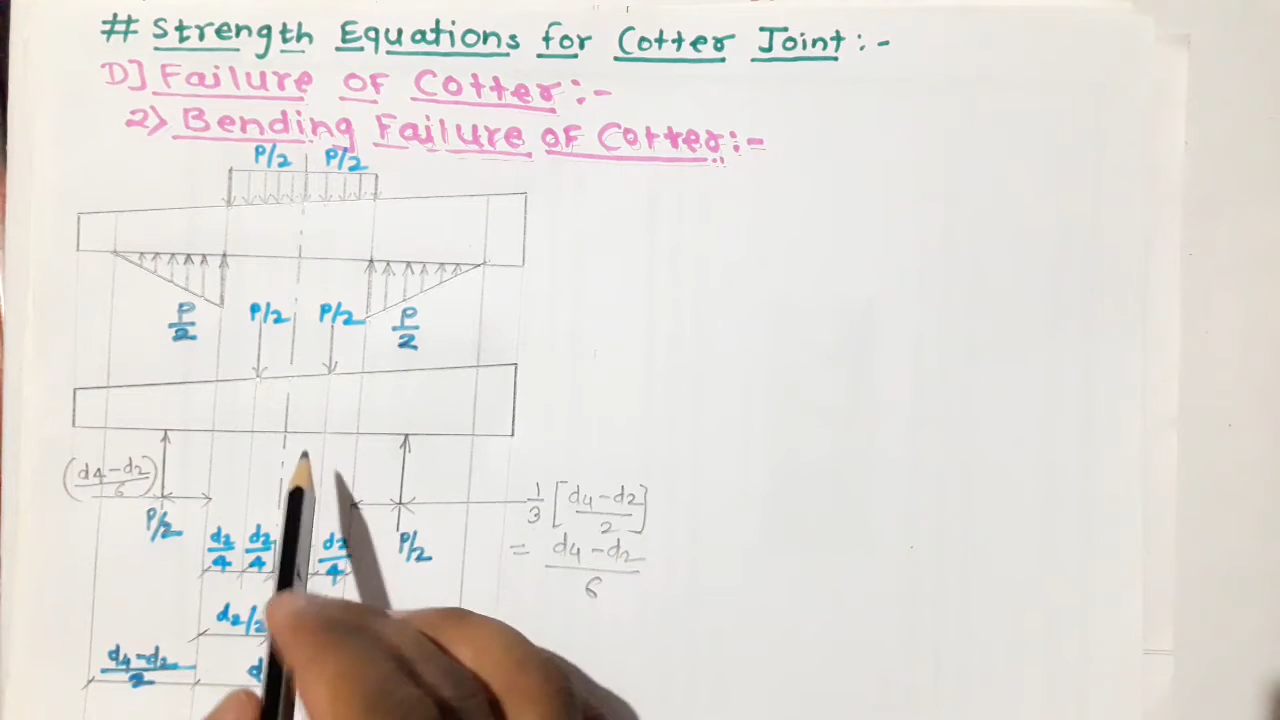 # Strength Equations for Cotter Joint:-
D] Failure OF Cotter:-
2) Bending Failure OF Cotter:-
P/2 P/2
P/2 P/2 P/2 P/2
(d4-d2/6)
1/3 [d4-d2/2]
P/2 P/2
= d4-d2/6
d2/4 d2/4 d2/4
d2/2
d4-d2/2 d